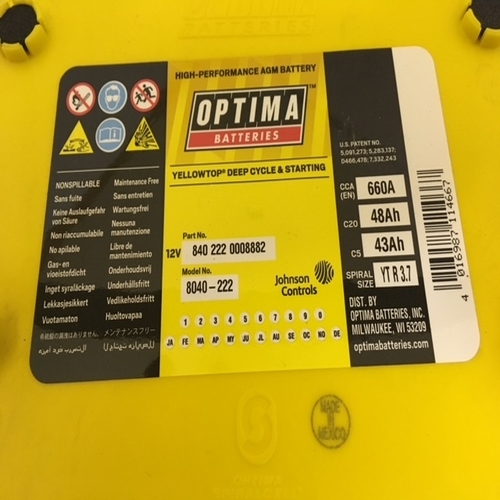 HIGH-PERFORMANCE AGM BATTERY
OPTIMA™
BATTERIES
YELLOWTOP® DEEP CYCLE & STARTING
NONSPILLABLE Maintenance Free
Sans fuite Sans entretien
Keine Auslaufgefahr von Säure Wartungsfrei
Non riaccumulabile Nessuna manutenzione
No apilable Libre de mantenimiento
Gas- en vloeistofdicht Onderhoudsvrij
Inget syraläckage Underhållsfritt
Lekkasjesikkert Vedlikeholdsfritt
Vuotamaton Huoltovapaa
メンテナンスフリー
Part No.
12V 840 222 0008882
Model No.
8040-222
Johnson
Controls
1 2 3 4 5 6 7 8 9 0
JA FE MA AP MY JU JL AU SE OC NO DE
U.S. PATENT NO.
5,091,273; 5,283,137;
D466,478; 7,332,243
CCA (EN) 660A
C20 48Ah
C5 43Ah
SPIRAL SIZE YT R 3.7
DIST. BY
OPTIMA BATTERIES, INC.
MILWAUKEE, WI 53209
optimabatteries.com
4 016987 114667
MADE
IN
MEXICO
OPTIMA